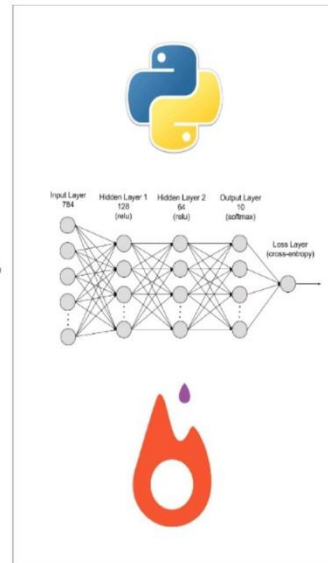 Input Layer
784
Hidden Layer 1
128
(relu)
Hidden Layer 2
64
(relu)
Output Layer
10
(softmax)
Loss Layer
(cross-entropy)